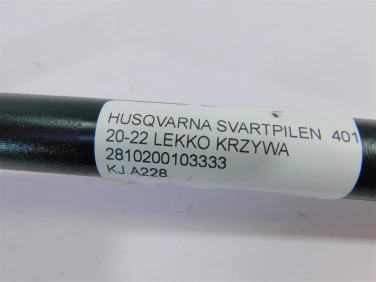 HUSQVARNA SVARTPILEN 401
20-22 LEKKO KRZYWA
2810200103333
KJ.A228